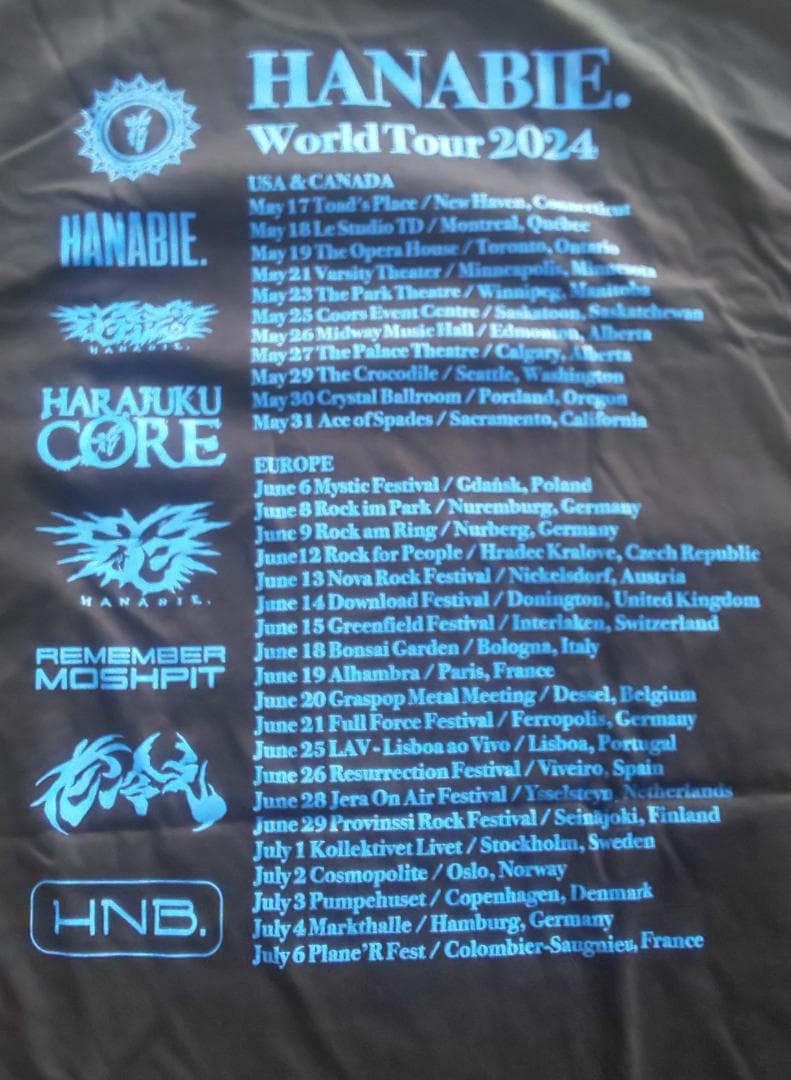 HANABIE.
World Tour 2024
USA & CANADA
May 17 Toad's Place / New Haven, Connecticut
May 18 Le Studio TD / Montreal, Quebec
May 19 The Opera House / Toronto, Ontario
May 21 Varsity Theater / Minneapolis, Minnesota
May 23 The Park Theatre / Winnipeg, Manitoba
May 25 Coors Event Centre / Saskatoon, Saskatchewan
May 26 Midway Music Hall / Edmonton, Alberta
May 27 The Palace Theatre / Calgary, Alberta
May 29 The Crocodile / Seattle, Washington
May 30 Crystal Ballroom / Portland, Oregon
May 31 Ace of Spades / Sacramento, California
EUROPE
June 6 Mystic Festival / Gdańsk, Poland
June 8 Rock im Park / Nuremburg, Germany
June 9 Rock am Ring / Nurberg, Germany
June 12 Rock for People / Hradec Kralove, Czech Republic
June 13 Nova Rock Festival / Nickelsdorf, Austria
June 14 Download Festival / Donington, United Kingdom
June 15 Greenfield Festival / Interlaken, Switzerland
June 18 Bonsai Garden / Bologna, Italy
June 19 Alhambra / Paris, France
June 20 Graspop Metal Meeting / Dessel, Belgium
June 21 Full Force Festival / Ferropolis, Germany
June 25 LAV - Lisboa ao Vivo / Lisboa, Portugal
June 26 Resurrection Festival / Viveiro, Spain
June 28 Jera On Air Festival / Ysselsteyn, Netherlands
June 29 Provinssi Rock Festival / Seinäjoki, Finland
July 1 Kollektivet Livet / Stockholm, Sweden
July 2 Cosmopolite / Oslo, Norway
July 3 Pumpehuset / Copenhagen, Denmark
July 4 Markthalle / Hamburg, Germany
July 6 Plane'R Fest / Colombier-Saugnieu, France
HANABIE.
HANABIE.
HARAJUKU
CORE
HANABIE.
REMEMBER
MOSHPIT
HNB.